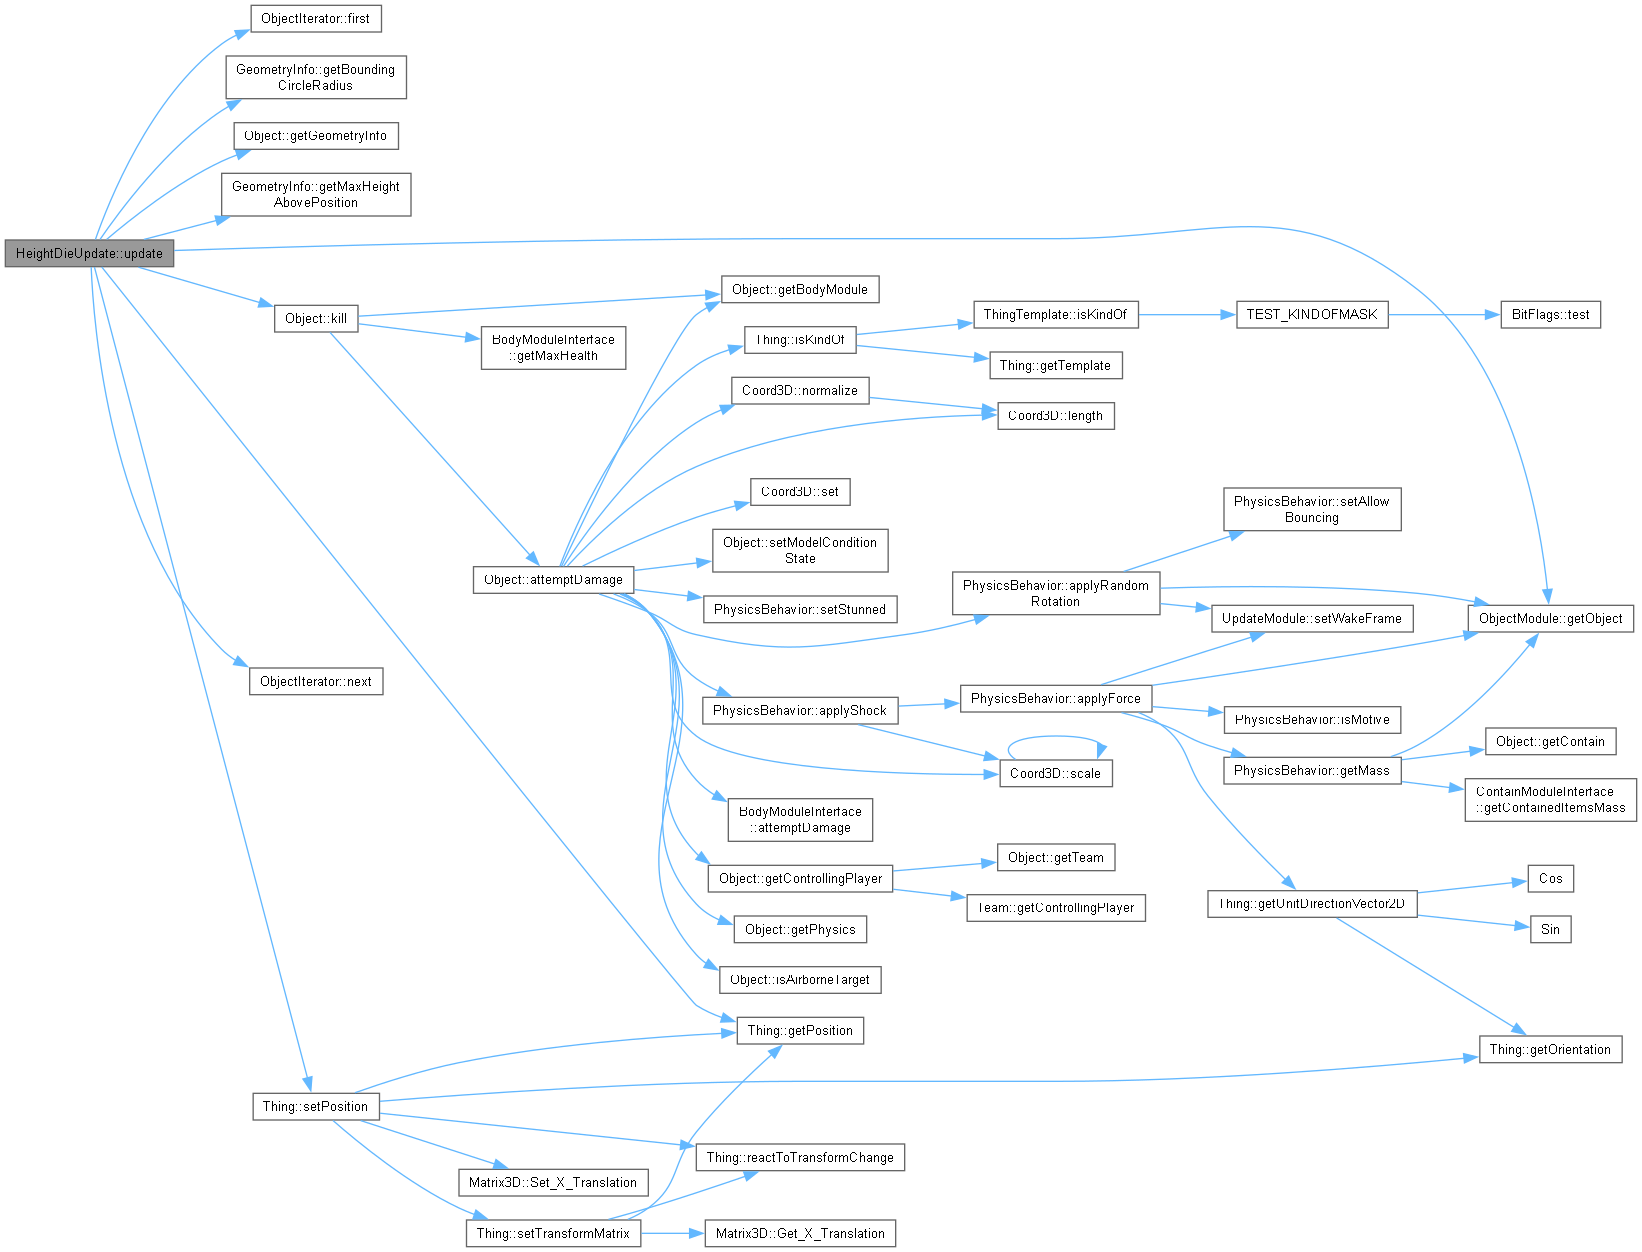 ObjectIterator::first
GeometryInfo::getBounding
CircleRadius
Object::getGeometryInfo
GeometryInfo::getMaxHeight
AbovePosition
HeightDieUpdate::update
Object::kill
ObjectIterator::next
Thing::setPosition
BodyModuleInterface
::getMaxHealth
Object::attemptDamage
Matrix3D::Set_X_Translation
Thing::setTransformMatrix
Object::getBodyModule
Thing::isKindOf
Coord3D::normalize
Coord3D::set
Object::setModelCondition
State
PhysicsBehavior::setStunned
PhysicsBehavior::applyShock
BodyModuleInterface
::attemptDamage
Object::getControllingPlayer
Object::getPhysics
Object::isAirborneTarget
Thing::getPosition
Thing::reactToTransformChange
Matrix3D::Get_X_Translation
ThingTemplate::isKindOf
Thing::getTemplate
Coord3D::length
PhysicsBehavior::applyRandom
Rotation
PhysicsBehavior::applyForce
Coord3D::scale
Object::getTeam
Team::getControllingPlayer
TEST_KINDOFMASK
PhysicsBehavior::setAllow
Bouncing
UpdateModule::setWakeFrame
PhysicsBehavior::isMotive
PhysicsBehavior::getMass
Thing::getUnitDirectionVector2D
BitFlags::test
ObjectModule::getObject
Object::getContain
ContainModuleInterface
::getContainedItemsMass
Cos
Sin
Thing::getOrientation